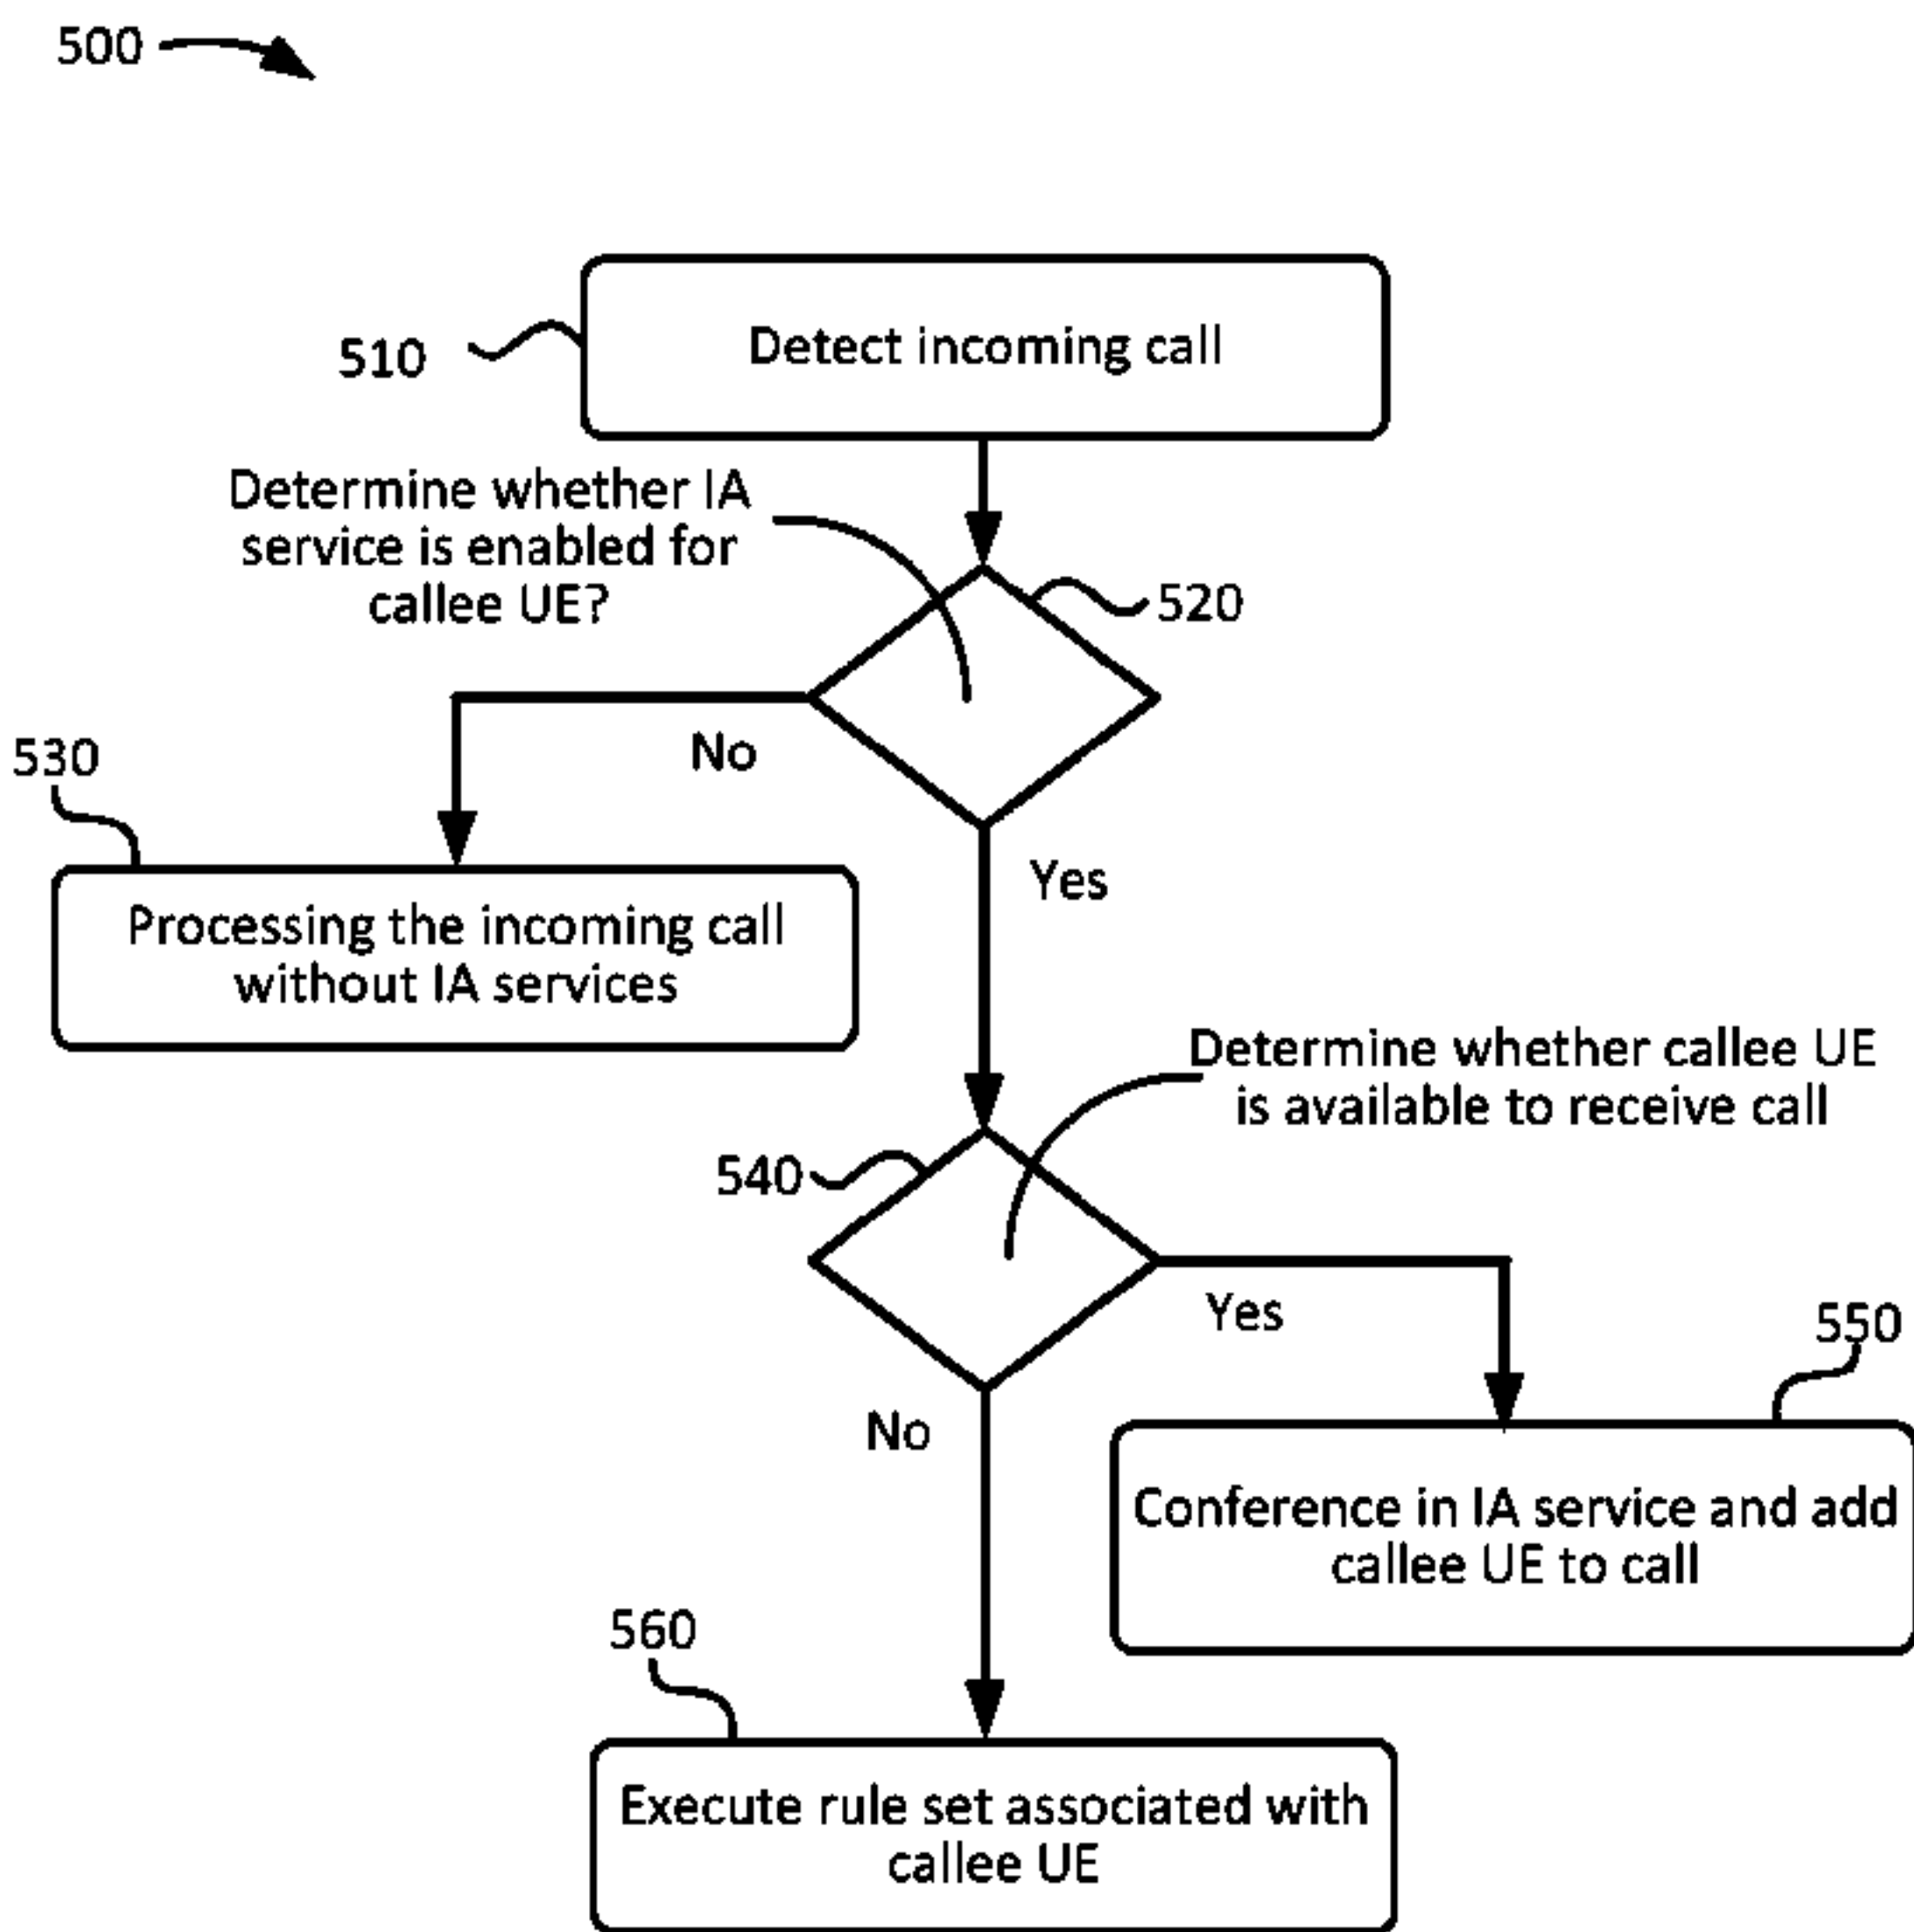 500
510
Detect incoming call
Determine whether IA
service is enabled for
callee UE?
520
No
530
Yes
Processing the incoming call
without IA services
Determine whether callee UE
is available to receive call
540
Yes
550
No
Conference in IA service and add
callee UE to call
560
Execute rule set associated with
callee UE